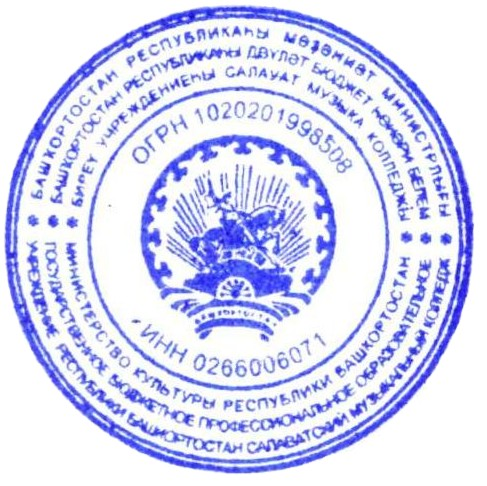 БАШҠОРТОСТАН РЕСПУБЛИКАҺЫ МӘҘӘНИӘТ МИНИСТРЛЫҒЫ
БАШҠОРТОСТАН РЕСПУБЛИКАҺЫ ДӘҮЛӘТ БЮДЖЕТ ҺӨНӘРИ БЕЛЕМ
БИРЕҮ УЧРЕЖДЕНИЕҺЫ САЛАУАТ МУЗЫКА КОЛЛЕДЖЫ
ОГРН 1020201998508
БАШҠОРТОСТАН
ИНН 0266006071
МИНИСТЕРСТВО КУЛЬТУРЫ РЕСПУБЛИКИ БАШКОРТОСТАН
ГОСУДАРСТВЕННОЕ БЮДЖЕТНОЕ ПРОФЕССИОНАЛЬНОЕ ОБРАЗОВАТЕЛЬНОЕ
УЧРЕЖДЕНИЕ РЕСПУБЛИКИ БАШКОРТОСТАН САЛАВАТСКИЙ МУЗЫКАЛЬНЫЙ КОЛЛЕДЖ